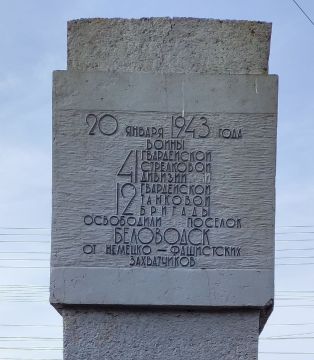 20 ЯНВАРЯ 1943 ГОДА
ВОИНЫ
41 ГВАРДЕЙСКОЙ
СТРЕЛКОВОЙ
ДИВИЗИИ
12 ГВАРДЕЙСКОЙ
ТАНКОВОЙ
БРИГАДЫ
ОСВОБОДИЛИ ПОСЕЛОК
БЕЛОВОДСК
ОТ НЕМЕЦКО-ФАШИСТСКИХ
ЗАХВАТЧИКОВ